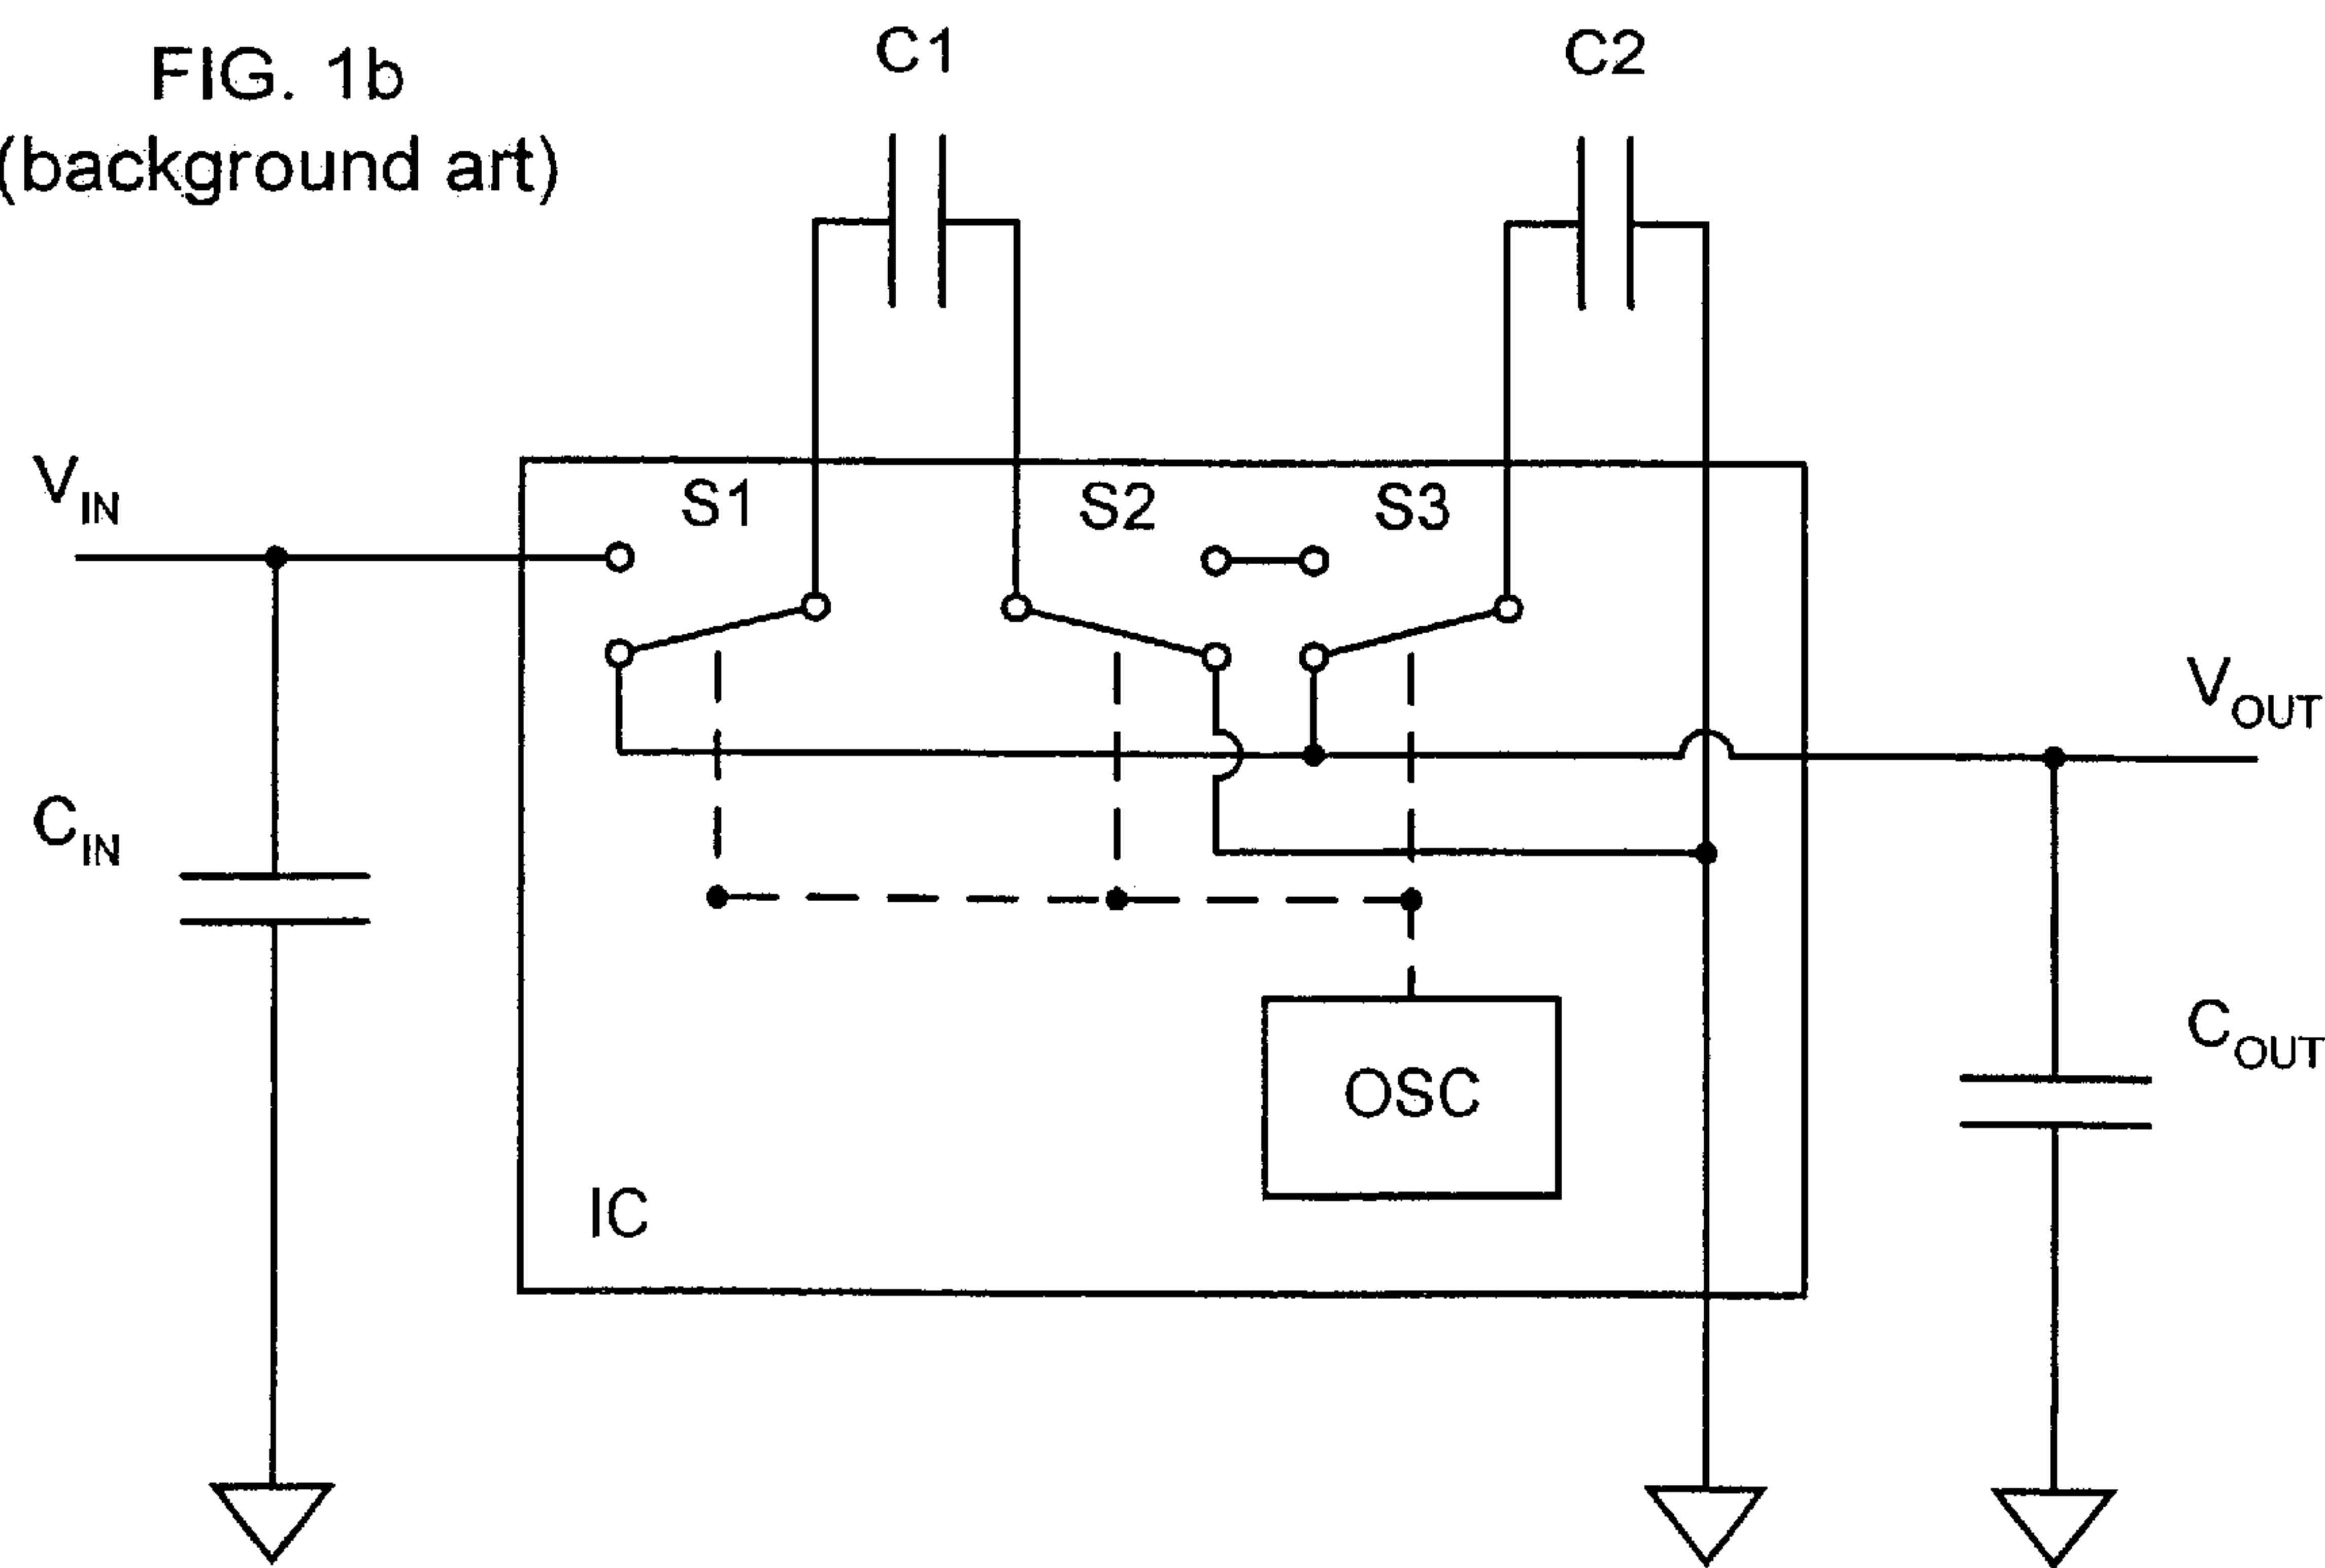 FIG. 1b
(background art)
C1
C2
VIN
S1
S2
S3
VOUT
CIN
COUT
OSC
IC